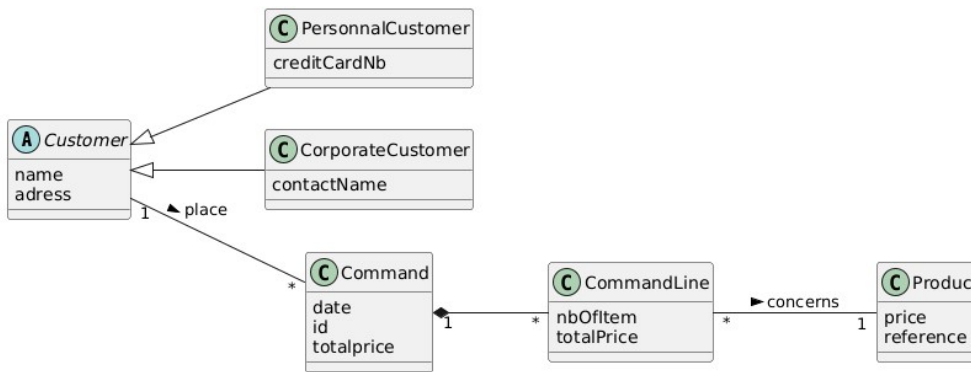 C PersonnalCustomer
creditCardNb
A Customer
name
adress
C CorporateCustomer
contactName
1
place
*
C Command
date
id
totalprice
1
*
C CommandLine
nbOfItem
totalPrice
*
concerns
1
C Produc
price
reference